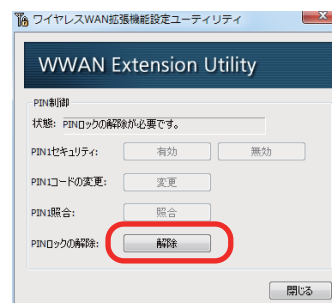 ワイヤレスWAN拡張機能設定ユーティリティ
WWAN Extension Utility
PIN制御
状態: PINロックの解除が必要です。
PIN1セキュリティ: 有効 無効
PIN1コードの変更: 変更
PIN1照合: 照合
PINロックの解除: 解除
閉じる